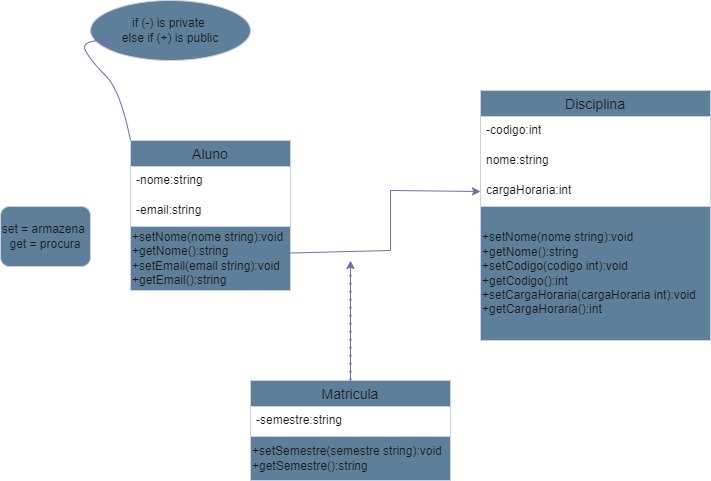 if (-) is private
else if (+) is public
Disciplina
-codigo:int
nome:string
cargaHoraria:int
+setNome(nome string):void
+getNome():string
+setCodigo(codigo int):void
+getCodigo():int
+setCargaHoraria(cargaHoraria int):void
+getCargaHoraria():int
Aluno
-nome:string
-email:string
+setNome(nome string):void
+getNome():string
+setEmail(email string):void
+getEmail():string
set = armazena
get = procura
Matricula
-semestre:string
+setSemestre(semestre string):void
+getSemestre():string